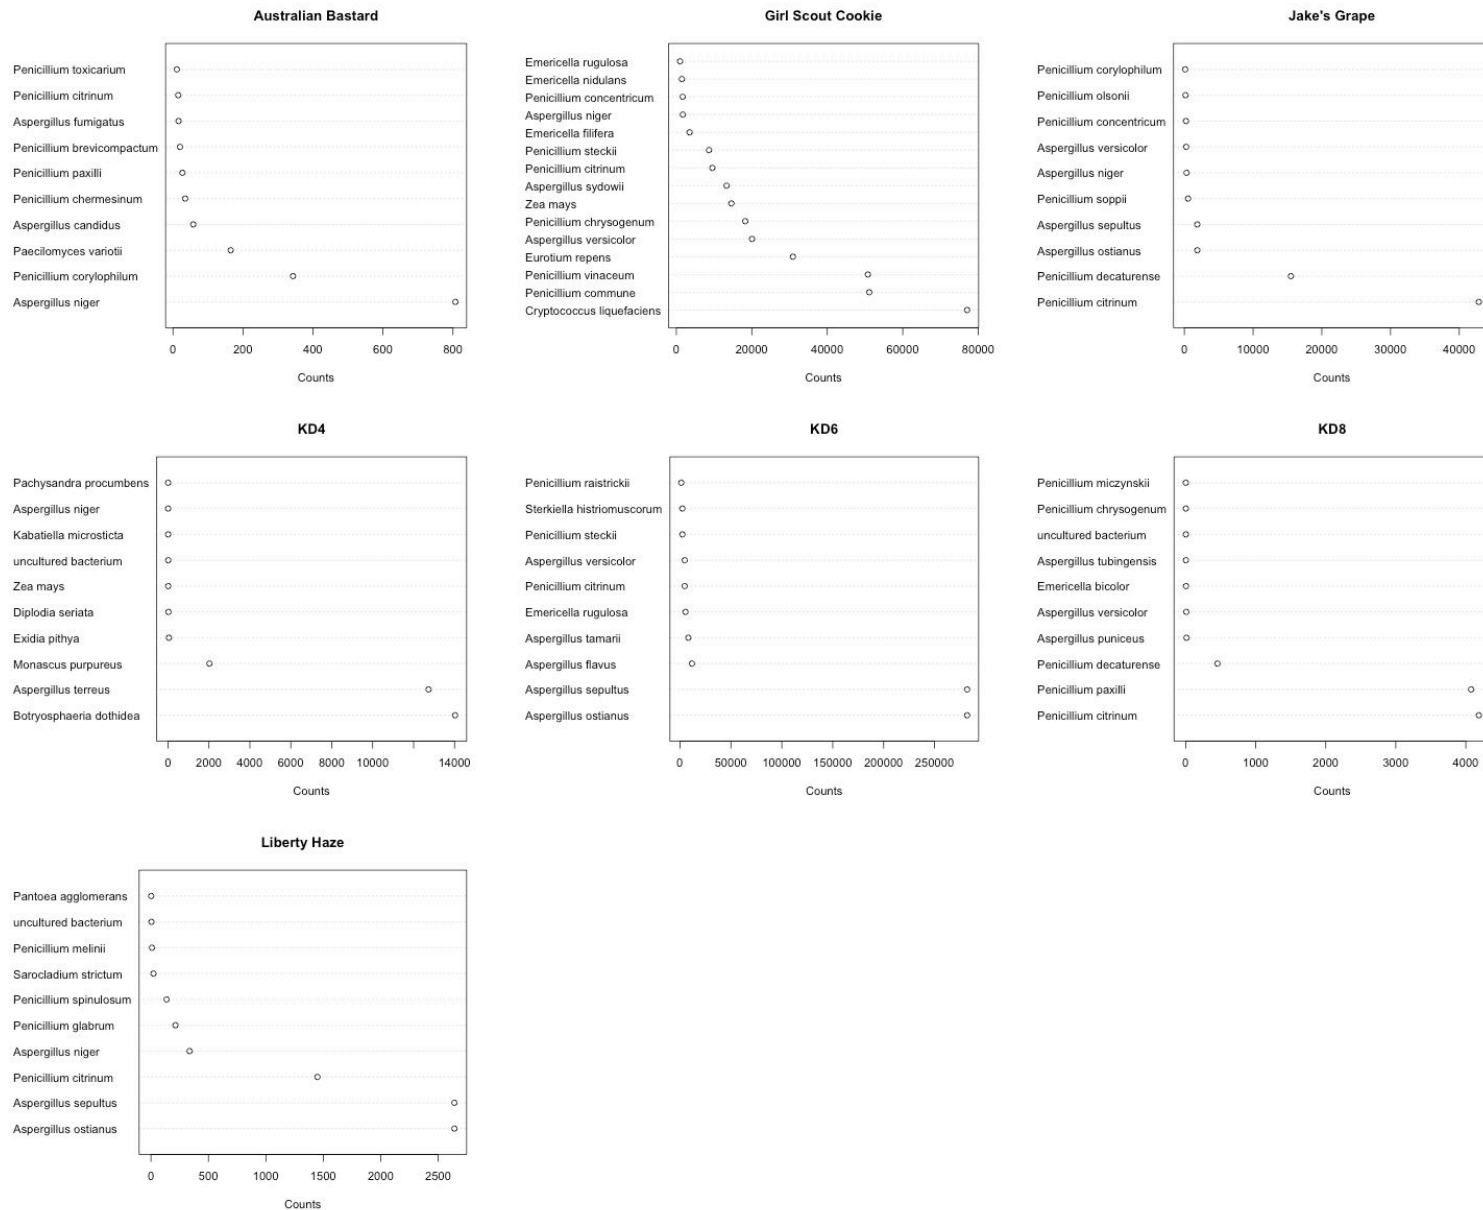 Australian Bastard
Penicillium toxicarium
Penicillium citrinum
Aspergillus fumigatus
Penicillium brevicompactum
Penicillium paxilli
Penicillium chermesinum
Aspergillus candidus
Paecilomyces variotii
Penicillium corylophilum
Aspergillus niger
0 200 400 600 800
Counts
Girl Scout Cookie
Emericella rugulosa
Emericella nidulans
Penicillium concentricum
Aspergillus niger
Emericella filifera
Penicillium steckii
Penicillium citrinum
Aspergillus sydowii
Zea mays
Penicillium chrysogenum
Aspergillus versicolor
Eurotium repens
Penicillium vinaceum
Penicillium commune
Cryptococcus liquefaciens
0 20000 40000 60000 80000
Counts
Jake's Grape
Penicillium corylophilum
Penicillium olsonii
Penicillium concentricum
Aspergillus versicolor
Aspergillus niger
Penicillium soppii
Aspergillus sepultus
Aspergillus ostianus
Penicillium decaturense
Penicillium citrinum
0 10000 20000 30000 40000
Counts
KD4
Pachysandra procumbens
Aspergillus niger
Kabatiella microsticta
uncultured bacterium
Zea mays
Diplodia seriata
Exidia pithya
Monascus purpureus
Aspergillus terreus
Botryosphaeria dothidea
0 2000 4000 6000 8000 10000 14000
Counts
KD6
Penicillium raistrickii
Sterkiella histriomuscorum
Penicillium steckii
Aspergillus versicolor
Penicillium citrinum
Emericella rugulosa
Aspergillus tamarii
Aspergillus flavus
Aspergillus sepultus
Aspergillus ostianus
0 50000 100000 150000 200000 250000
Counts
KD8
Penicillium miczynskii
Penicillium chrysogenum
uncultured bacterium
Aspergillus tubingensis
Emericella bicolor
Aspergillus versicolor
Aspergillus puniceus
Penicillium decaturense
Penicillium paxilli
Penicillium citrinum
0 1000 2000 3000 4000
Counts
Liberty Haze
Pantoea agglomerans
uncultured bacterium
Penicillium melinii
Sarocladium strictum
Penicillium spinulosum
Penicillium glabrum
Aspergillus niger
Penicillium citrinum
Aspergillus sepultus
Aspergillus ostianus
0 500 1000 1500 2000 2500
Counts